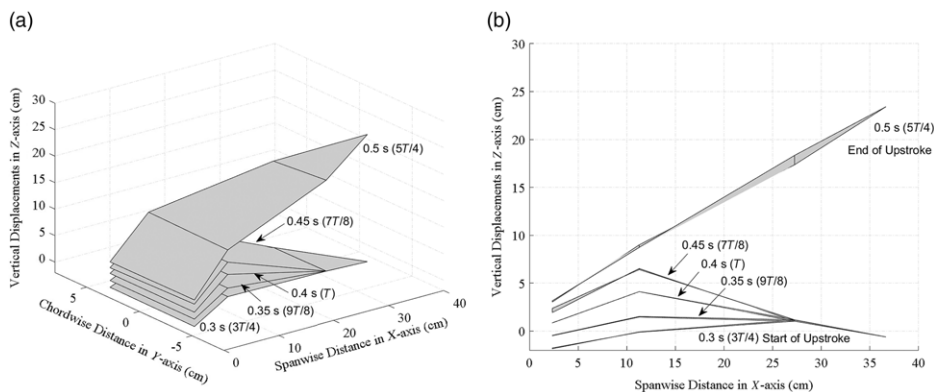 (a)
30
25
20
15
10
5
0
Vertical Displacements in Z-axis (cm)
0.5 s (5T/4)
0.45 s (7T/8)
0.4 s (T)
0.35 s (9T/8)
0.3 s (3T/4)
5
0
-5
Chordwise Distance in Y-axis (cm)
0
10
20
30
40
Spanwise Distance in X-axis (cm)
(b)
30
25
20
15
10
5
0
Vertical Displacements in Z-axis (cm)
0.5 s (5T/4)
End of Upstroke
0.45 s (7T/8)
0.4 s (T)
0.35 s (9T/8)
0.3 s (3T/4) Start of Upstroke
0 5 10 15 20 25 30 35 40
Spanwise Distance in X-axis (cm)